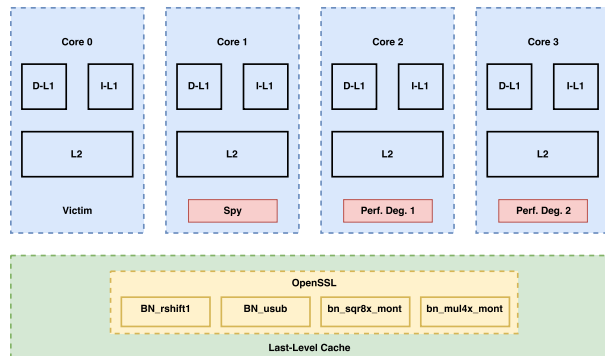 Core 0 Core 1 Core 2 Core 3
D-L1 I-L1 D-L1 I-L1 D-L1 I-L1 D-L1 I-L1
L2 L2 L2 L2
Victim Spy Perf. Deg. 1 Perf. Deg. 2
OpenSSL
BN_rshift1 BN_usub bn_sqr8x_mont bn_mul4x_mont
Last-Level Cache